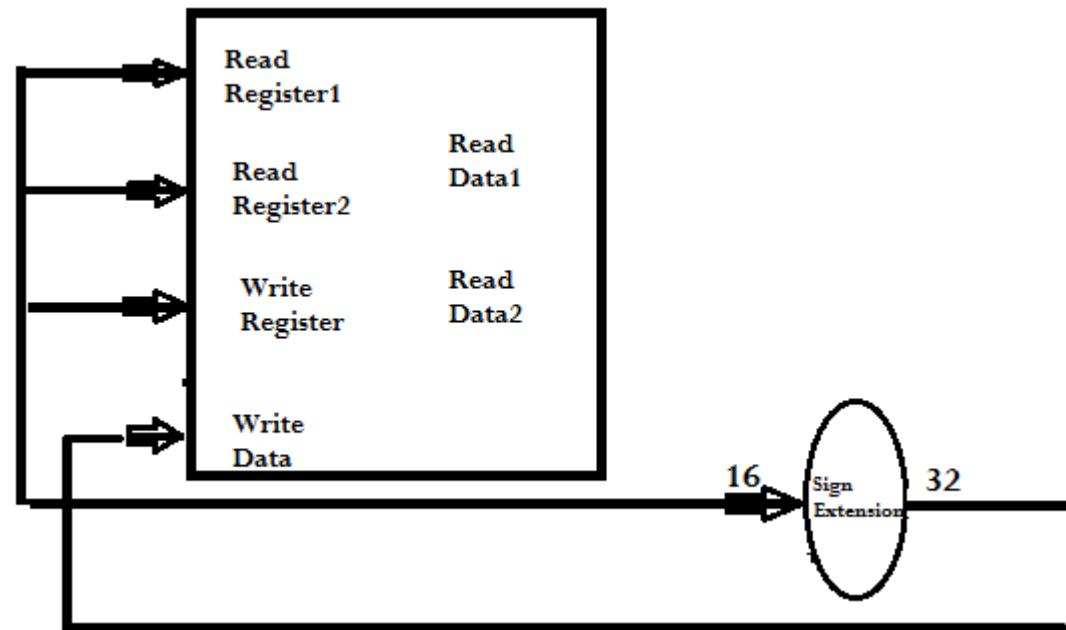 Read
Register1
Read
Data1
Read
Register2
Write
Register
Read
Data2
Write
Data
16
Sign
Extension
32